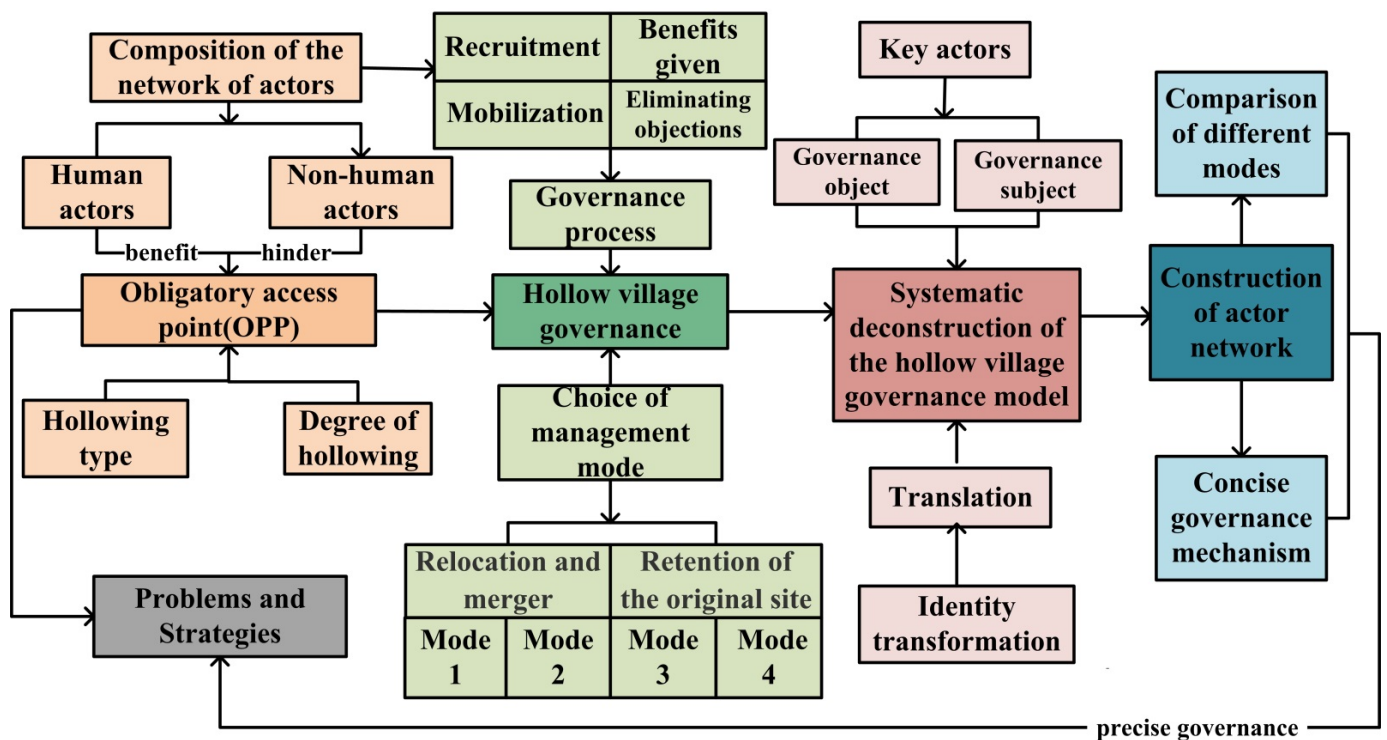 Composition of the
network of actors
Recruitment
Benefits
given
Mobilization
Eliminating
objections
Key actors
Comparison
of different
modes
Human
actors
Non-human
actors
Governance
object
Governance
subject
Governance
process
benefit
hinder
Obligatory access
point(OPP)
Hollow village
governance
Systematic
deconstruction of
the hollow village
governance model
Construction
of actor
network
Hollowing
type
Degree of
hollowing
Choice of
management
mode
Translation
Concise
governance
mechanism
Relocation and
merger
Retention of
the original site
Problems and
Strategies
Identity
transformation
Mode
1
Mode
2
Mode
3
Mode
4
precise governance